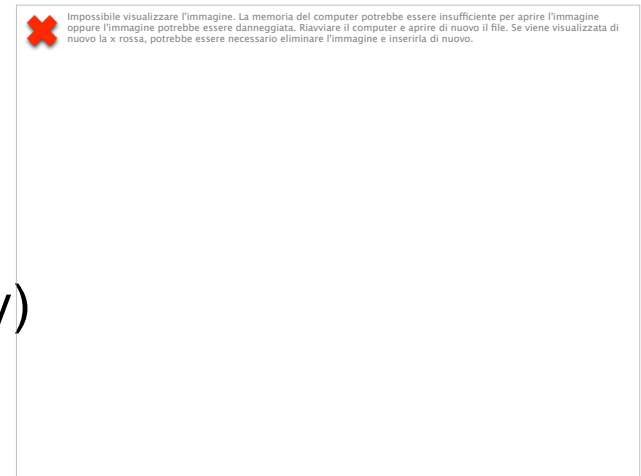 Impossibile visualizzare l'immagine. La memoria del computer potrebbe essere insufficiente per aprire l'immagine
oppure l'immagine potrebbe essere danneggiata. Riavviare il computer e aprire di nuovo il file. Se viene visualizzata di
nuovo la x rossa, potrebbe essere necessario eliminare l'immagine e inserirla di nuovo.
)